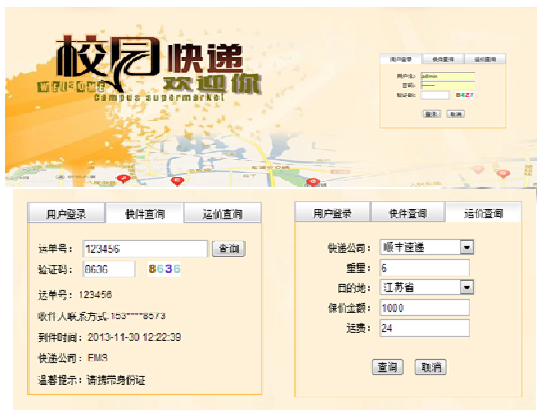 校园快递
WELCOME 欢迎你
Campus supermarket
用户登录 快件查询 运价查询
用户名： admin
密码：
验证码： 8627
登录 取消
用户登录 快件查询 运价查询
运单号： 123456 查询
验证码： 8636 8636
运单号： 123456
收件人联系方式:153****8573
到件时间： 2013-11-30 12:22:39
快递公司： EMS
温馨提示：请携带身份证
用户登录 快件查询 运价查询
快递公司： 顺丰速递
重量： 6
目的地： 江苏省
保价金额： 1000
运费： 24
查询 取消